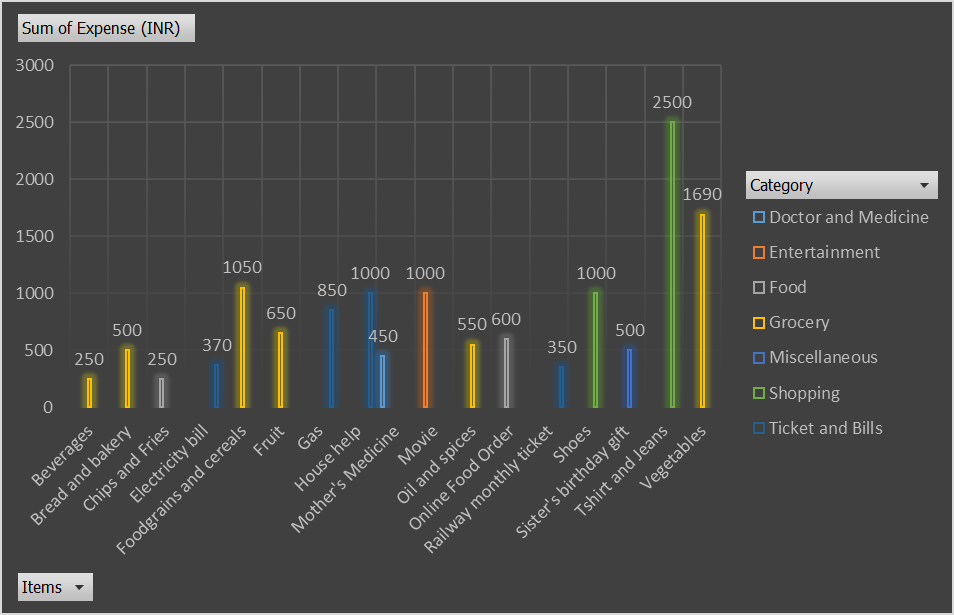 Sum of Expense (INR)
3000
2500
2000
1500
1000
500
0
250
500
250
370
1050
650
850
1000
450
1000
550
600
350
1000
500
2500
1690
Beverages
Bread and bakery
Chips and Fries
Electricity bill
Foodgrains and cereals
Fruit
Gas
House help
Mother's Medicine
Movie
Oil and spices
Online Food Order
Railway monthly ticket
Shoes
Sister's birthday gift
Tshirt and Jeans
Vegetables
Category
Doctor and Medicine
Entertainment
Food
Grocery
Miscellaneous
Shopping
Ticket and Bills
Items